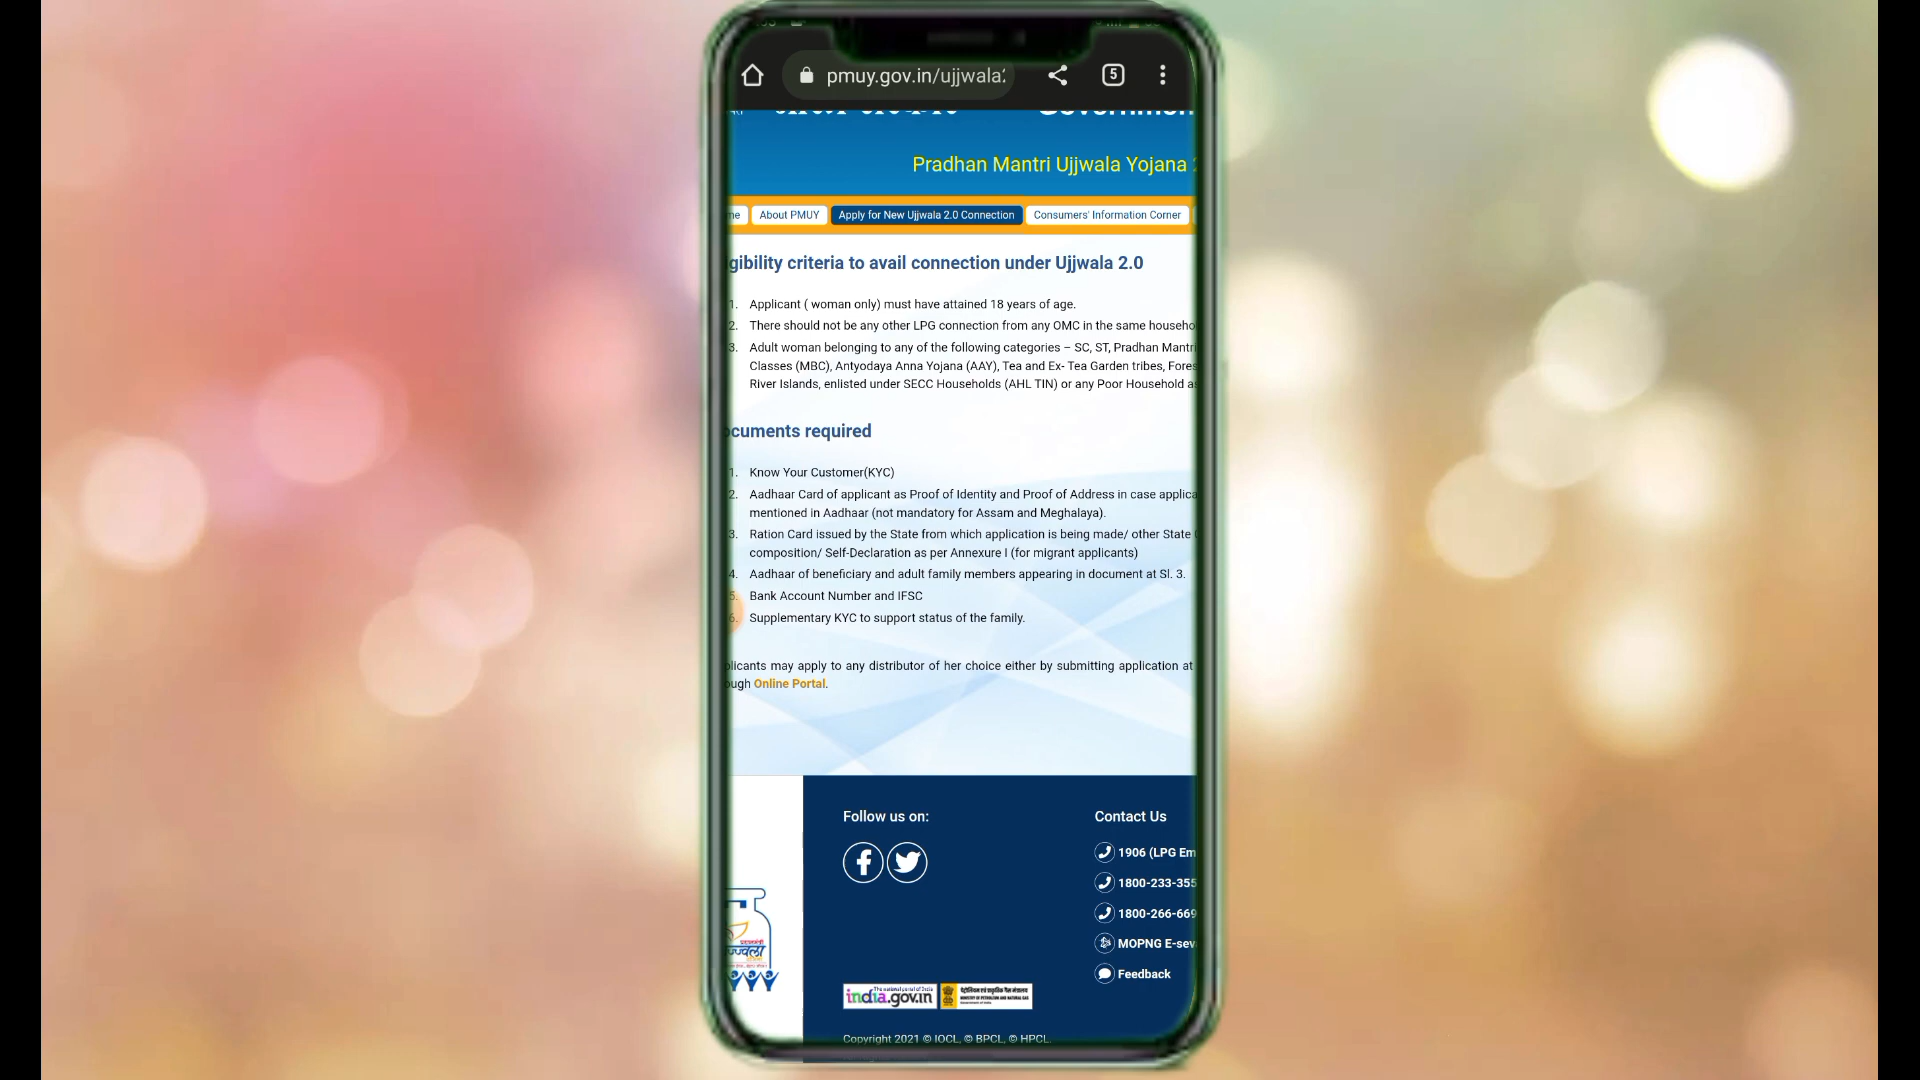 5
pmuy.gov.in/ujjwala2
Pradhan Mantri Ujjwala Yojana
me
About PMUY
Apply for New Ujjwala 2.0 Connection
Consumers' Information Corner
gibility criteria to avail connection under Ujjwala 2.0
1. Applicant ( woman only) must have attained 18 years of age.
2. There should not be any other LPG connection from any OMC in the same househo
3. Adult woman belonging to any of the following categories – SC, ST, Pradhan Mantri
Classes (MBC), Antyodaya Anna Yojana (AAY), Tea and Ex- Tea Garden tribes, Fores
River Islands, enlisted under SECC Households (AHL TIN) or any Poor Household as
ocuments required
1. Know Your Customer(KYC)
2. Aadhaar Card of applicant as Proof of Identity and Proof of Address in case applica
mentioned in Aadhaar (not mandatory for Assam and Meghalaya).
3. Ration Card issued by the State from which application is being made/ other State
composition/ Self-Declaration as per Annexure I (for migrant applicants)
4. Aadhaar of beneficiary and adult family members appearing in document at Sl. 3.
5. Bank Account Number and IFSC
6. Supplementary KYC to support status of the family.
plicants may apply to any distributor of her choice either by submitting application at
ough Online Portal.
Follow us on:
Contact Us
1906 (LPG Em
1800-233-355
1800-266-669
MOPNG E-sev
Feedback
india.gov.in
Copyright 2021 © IOCL, © BPCL, © HPCL.